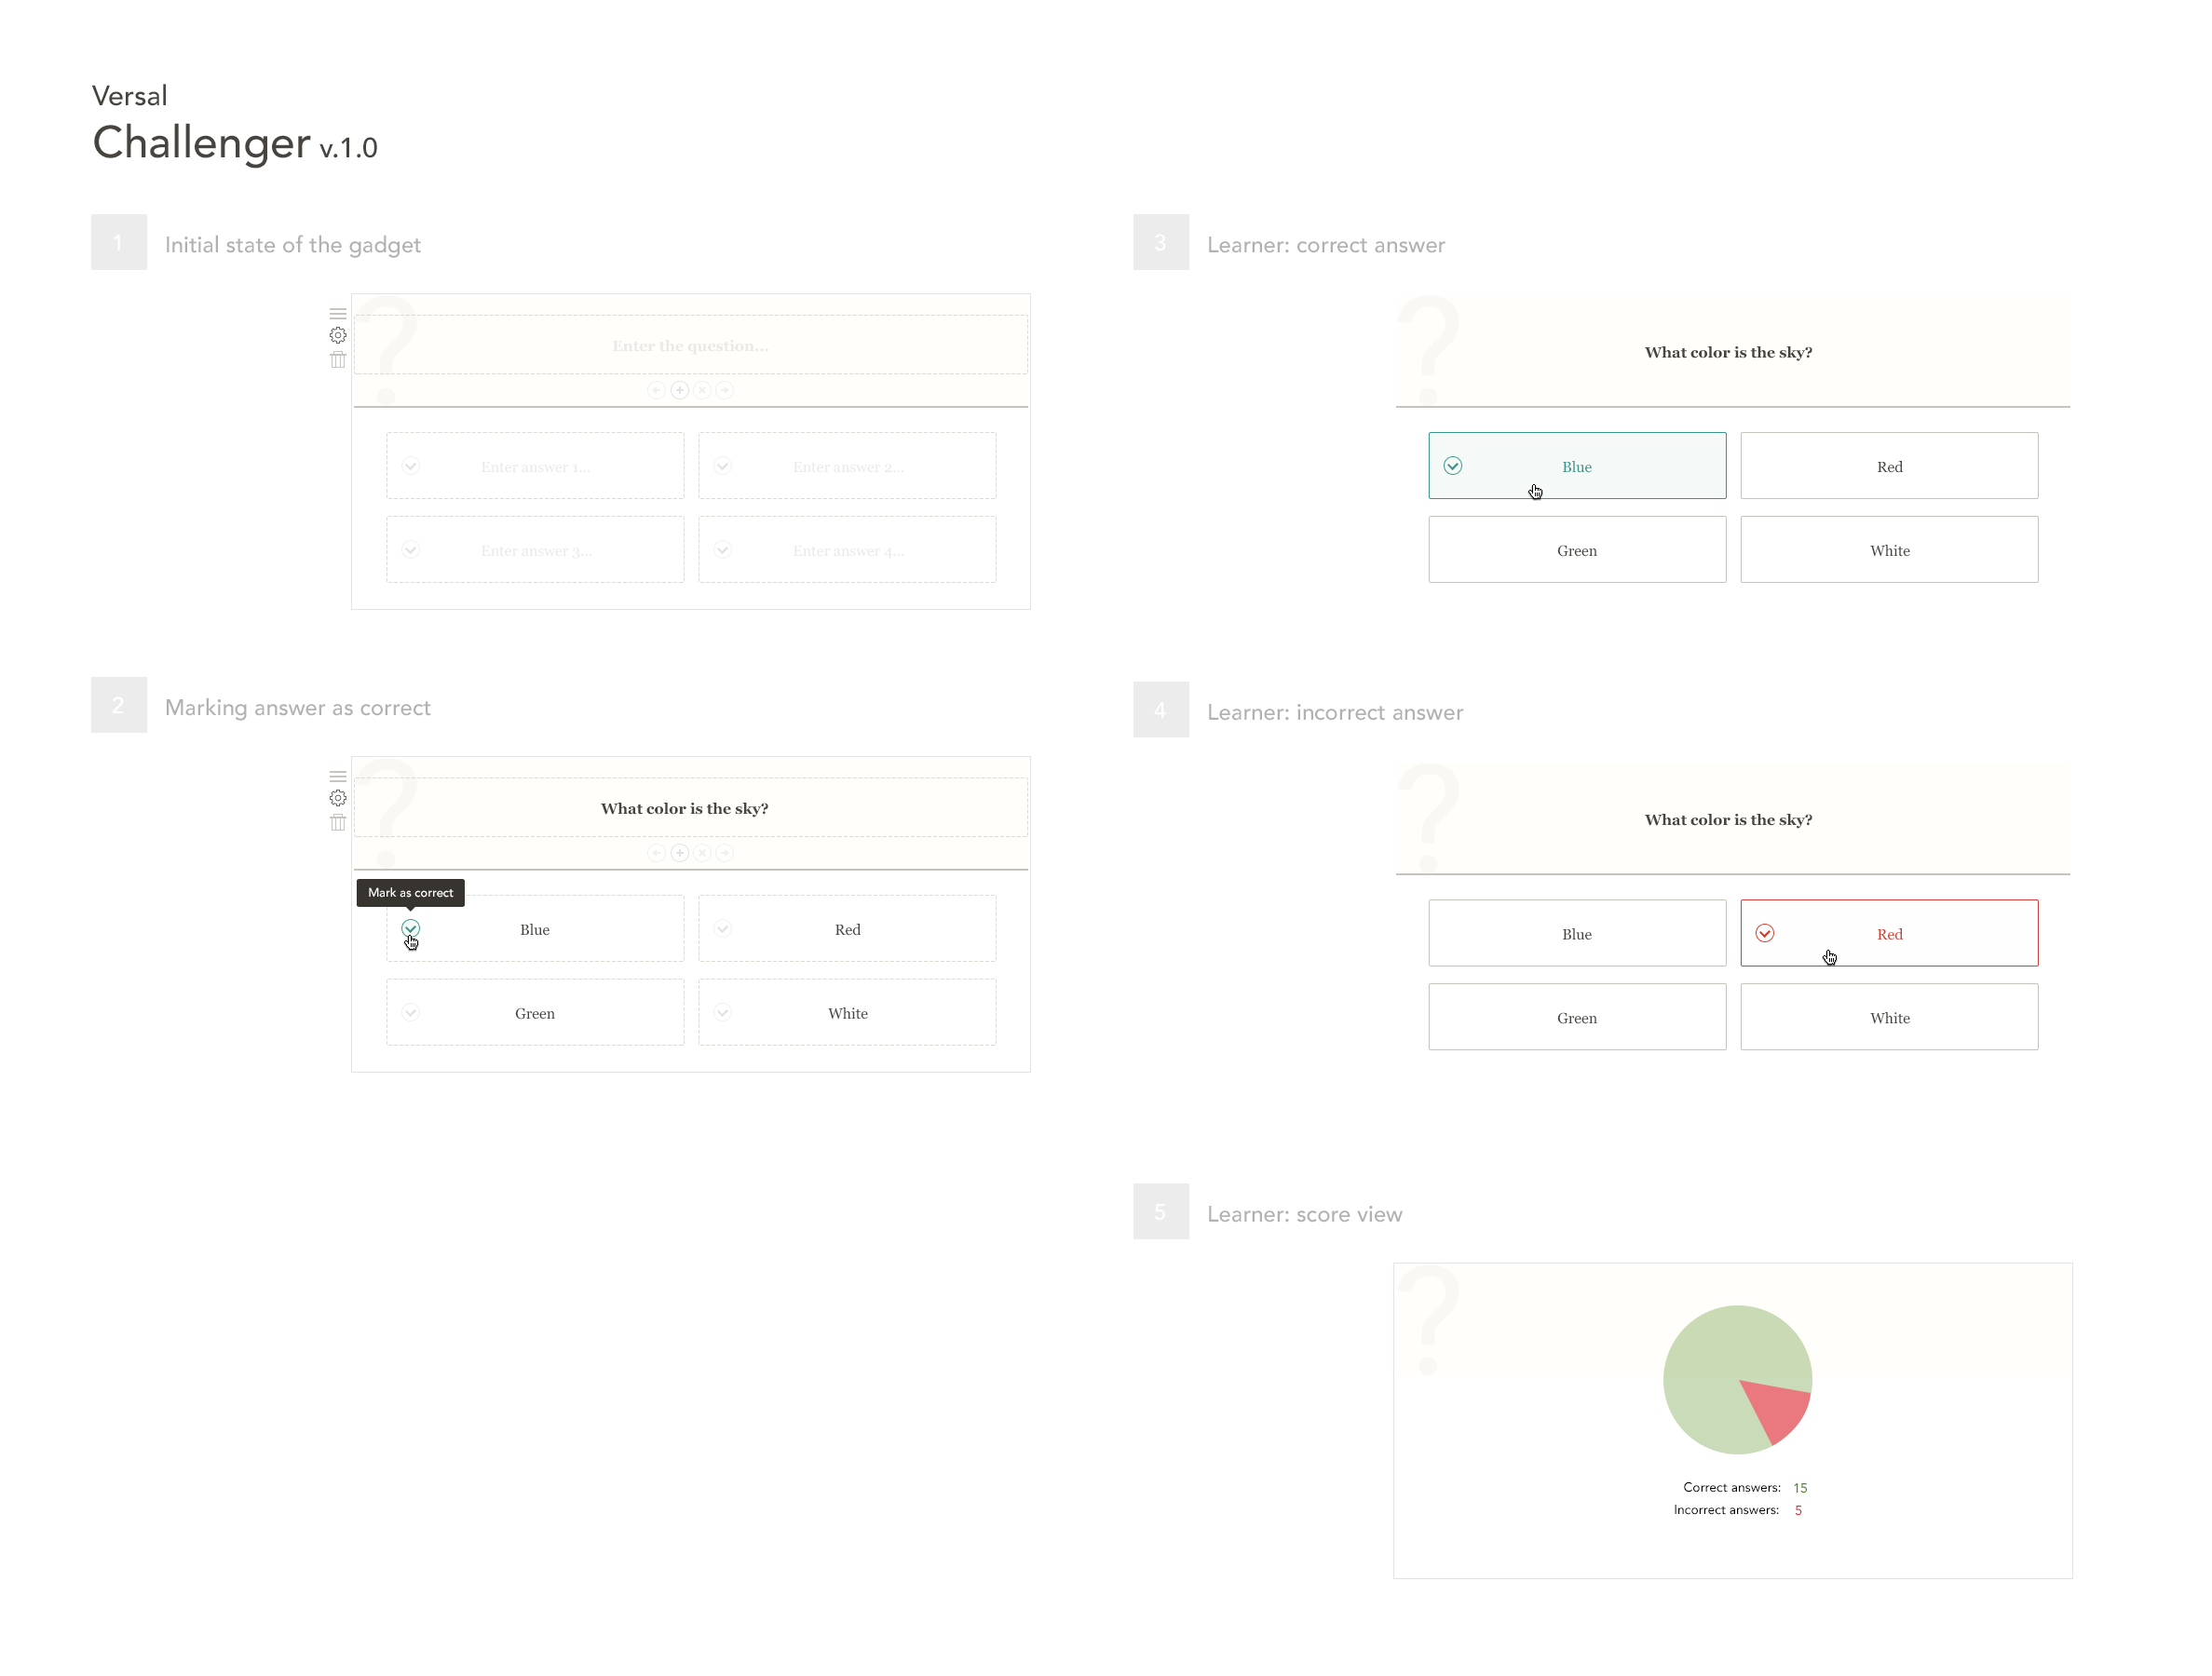 Versal
Challenger v.1.0
1
Initial state of the gadget
?
Enter the question...
Enter answer 1...
Enter answer 2...
Enter answer 3...
Enter answer 4...
2
Marking answer as correct
?
What color is the sky?
Mark as correct
Blue
Red
Green
White
3
Learner: correct answer
?
What color is the sky?
Blue
Red
Green
White
4
Learner: incorrect answer
?
What color is the sky?
Blue
Red
Green
White
5
Learner: score view
?
Correct answers: 15
Incorrect answers: 5